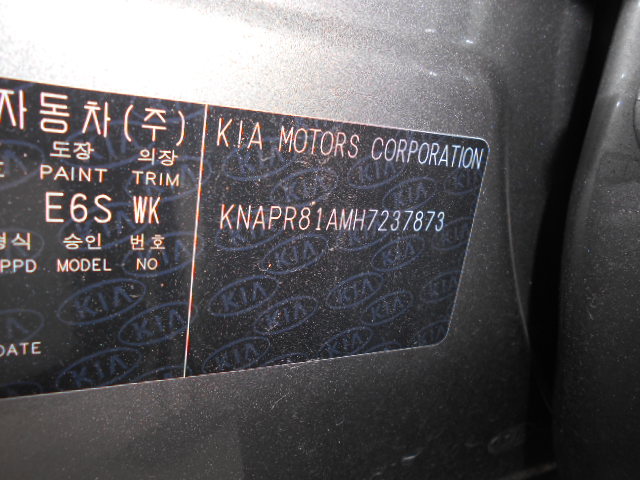 자동차(주)
도장 의장
PAINT TRIM
E6S WK
형식 승인 번호
PPD MODEL NO
DATE
KIA MOTORS CORPORATION
KNAPR81AMH7237873